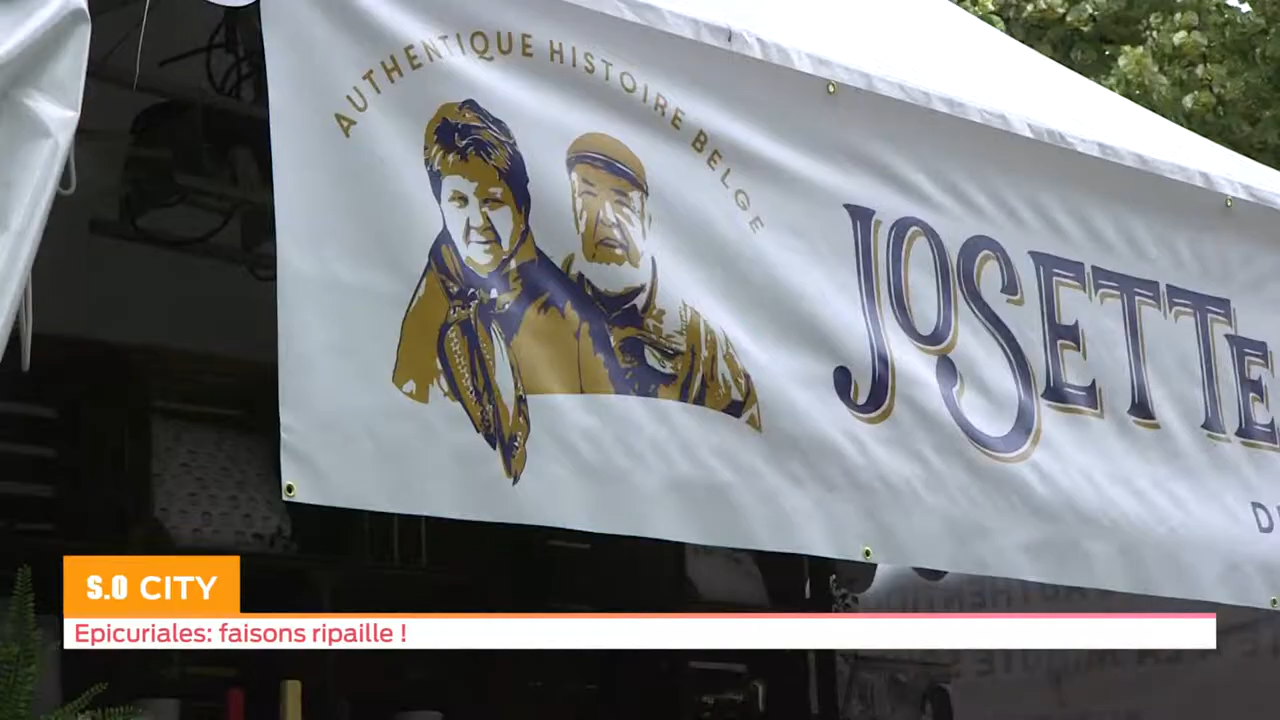 AUTHENTIQUE HISTOIRE BELGE
JOSETTE
S.O CITY
Epicuriales: faisons ripaille !